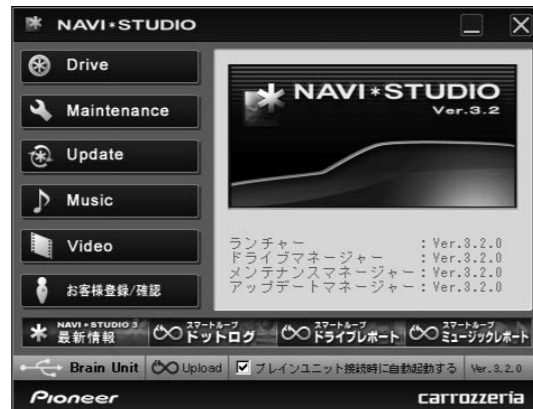 NAVI*STUDIO
Drive
Maintenance
Update
Music
Video
お客様登録/確認
NAVI*STUDIO
Ver.3.2
ランチャー : Ver.3.2.0
ドライブマネージャー : Ver.3.2.0
メンテナンスマネージャー : Ver.3.2.0
アップデートマネージャー : Ver.3.2.0
NAVI*STUDIO 3
最新情報
スマートループ
ドットログ
スマートループ
ドライブレポート
スマートループ
ミュージックレポート
Brain Unit
Upload
ブレインユニット接続時に自動起動する
Ver.3.2.0
Pioneer
carrozzeria